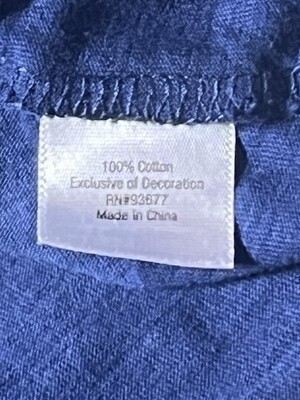 100% Cotton
Exclusive of Decoration
RN#93677
Made in China